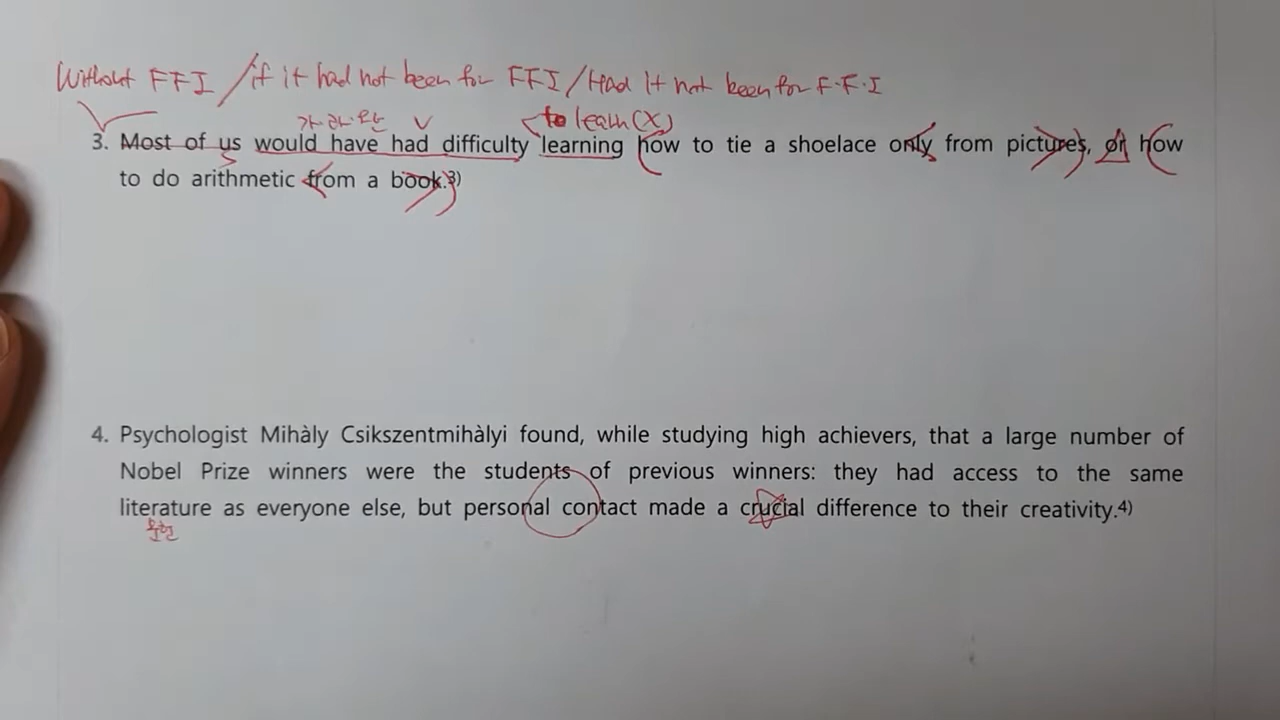 Without FFI / if it had not been for FFI / Had it not been for F.F.I
가.과.완 V to learn (X)
3. Most of us would have had difficulty learning how to tie a shoelace only from pictures, or how
S
to do arithmetic from a book.3)
4. Psychologist Mihàly Csikszentmihàlyi found, while studying high achievers, that a large number of
Nobel Prize winners were the students of previous winners: they had access to the same
literature as everyone else, but personal contact made a crucial difference to their creativity.4)
문헌